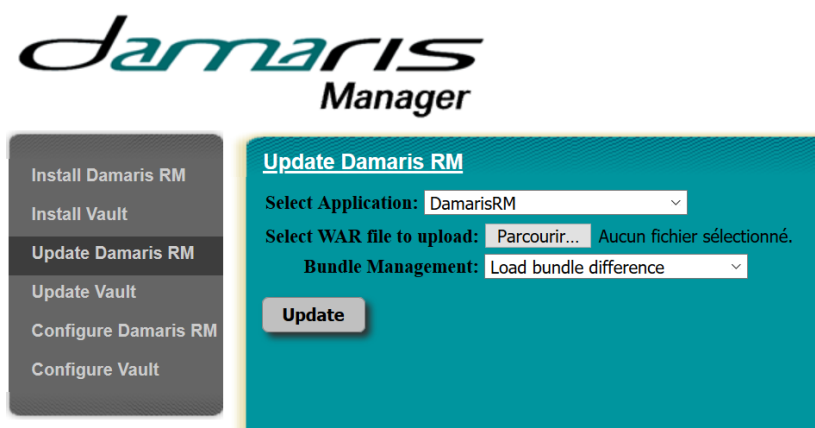 damaris
Manager
Install Damaris RM
Install Vault
Update Damaris RM
Update Vault
Configure Damaris RM
Configure Vault
Update Damaris RM
Select Application: DamarisRM
Select WAR file to upload: Parcourir... Aucun fichier sélectionné.
Bundle Management: Load bundle difference
Update